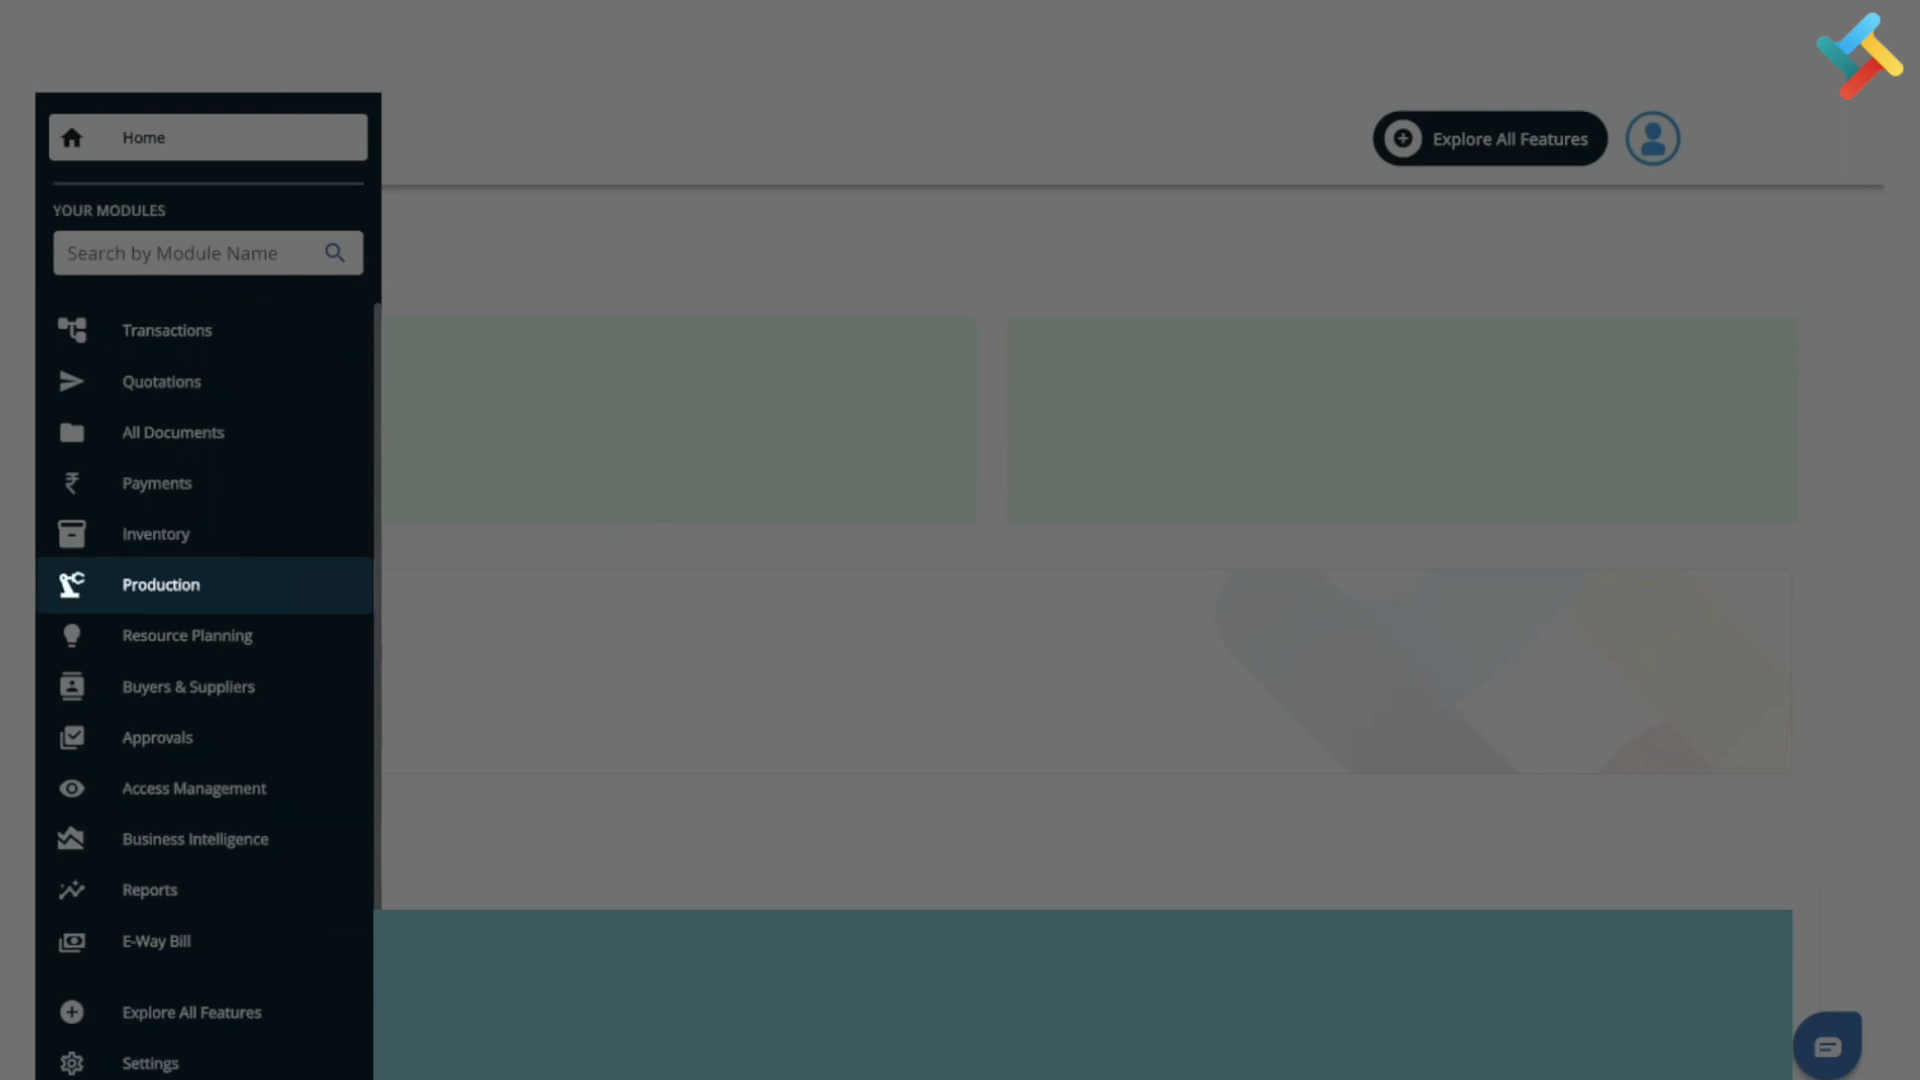 Home
Explore All Features
YOUR MODULES
Search by Module Name
Transactions
Quotations
All Documents
Payments
Inventory
Production
Resource Planning
Buyers & Suppliers
Approvals
Access Management
Business Intelligence
Reports
E-Way Bill
Explore All Features
Settings